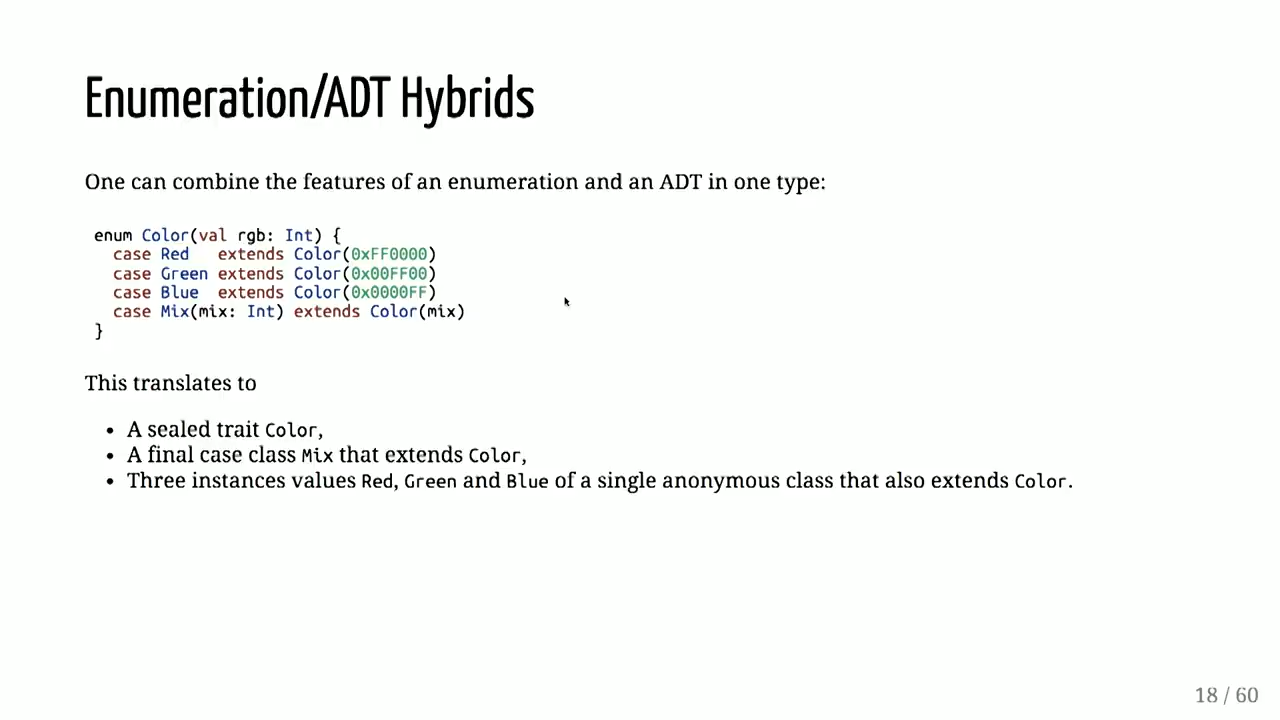 Enumeration/ADT Hybrids
One can combine the features of an enumeration and an ADT in one type:
enum Color(val rgb: Int) {
  case Red   extends Color(0xFF0000)
  case Green extends Color(0x00FF00)
  case Blue  extends Color(0x0000FF)
  case Mix(mix: Int) extends Color(mix)
}
This translates to
• A sealed trait Color,
• A final case class Mix that extends Color,
• Three instances values Red, Green and Blue of a single anonymous class that also extends Color.
18 / 60